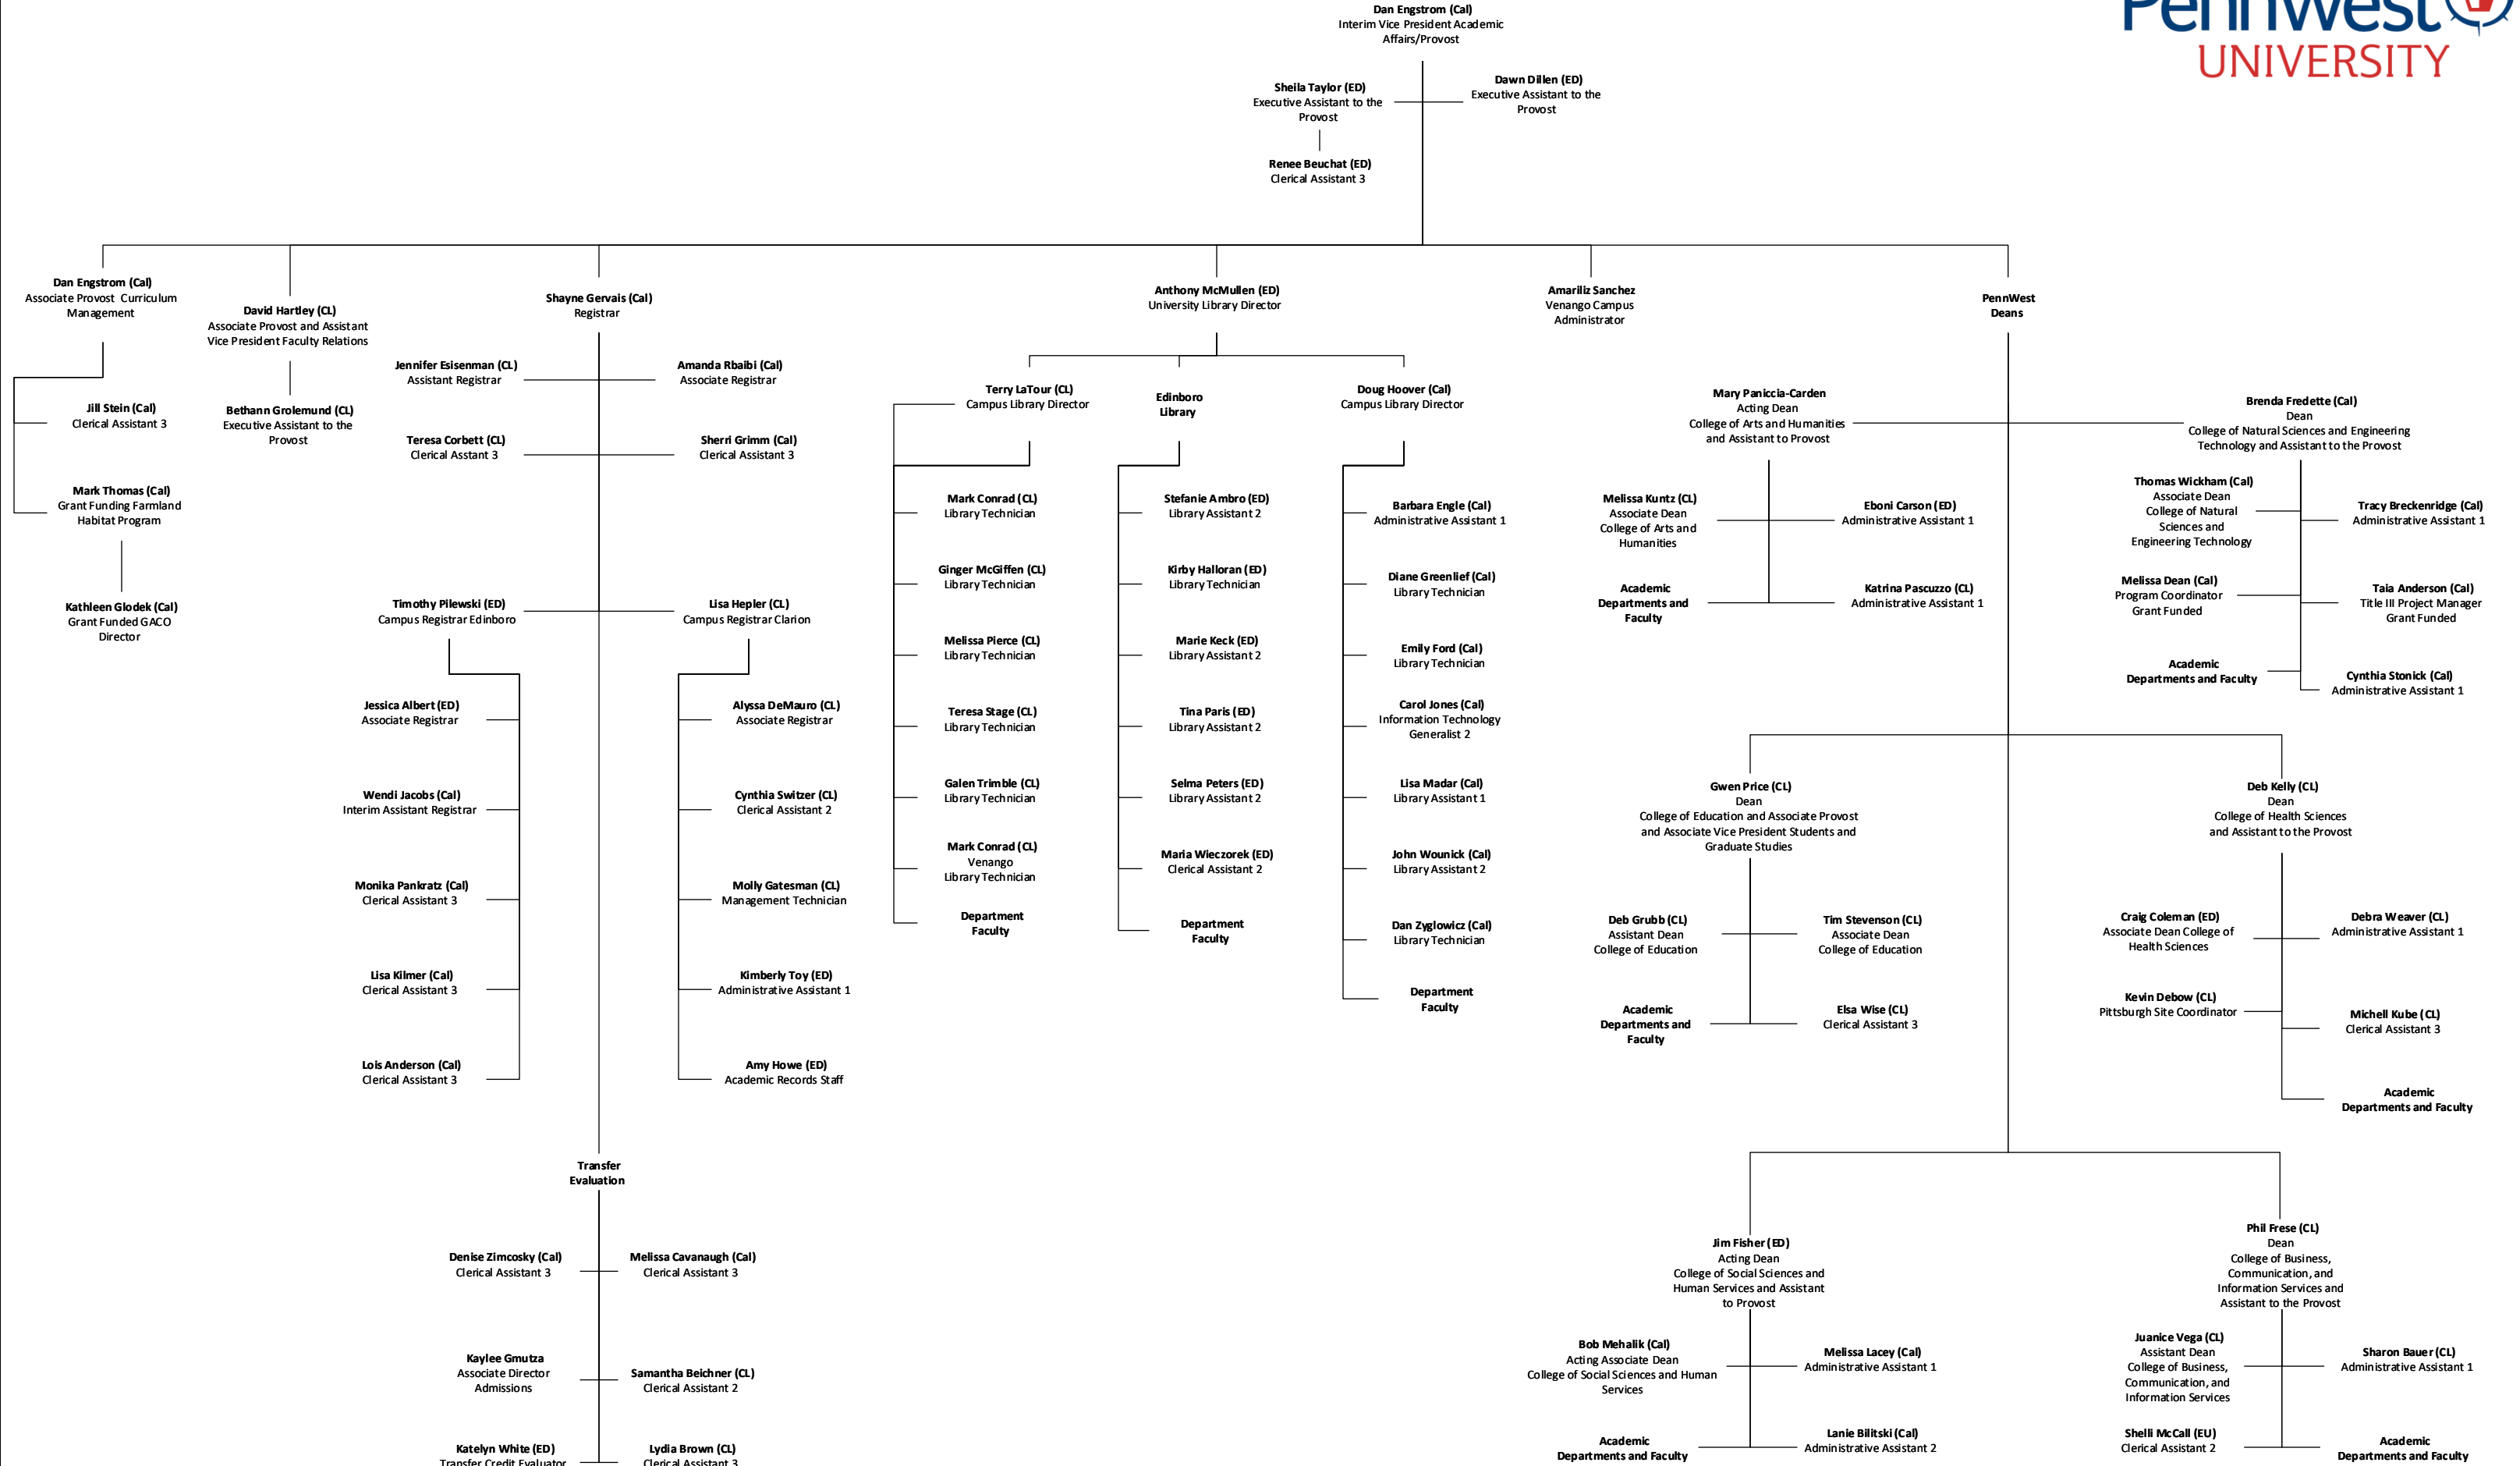 PennWest
UNIVERSITY
Dan Engstrom (Cal)
Interim Vice President Academic
Affairs/Provost
Sheila Taylor (ED)
Executive Assistant to the
Provost
Dawn Dillen (ED)
Executive Assistant to the
Provost
Renee Beuchat (ED)
Clerical Assistant 3
Dan Engstrom (Cal)
Associate Provost Curriculum
Management
Jill Stein (Cal)
Clerical Assistant 3
Mark Thomas (Cal)
Grant Funding Farmland
Habitat Program
Kathleen Glodek (Cal)
Grant Funded GACO
Director
David Hartley (CL)
Associate Provost and Assistant
Vice President Faculty Relations
Bethann Grolemund (CL)
Executive Assistant to the
Provost
Shayne Gervais (Cal)
Registrar
Jennifer Esisenman (CL)
Assistant Registrar
Amanda Rbaibi (Cal)
Associate Registrar
Teresa Corbett (CL)
Clerical Asstant 3
Sherri Grimm (Cal)
Clerical Assistant 3
Timothy Pilewski (ED)
Campus Registrar Edinboro
Lisa Hepler (CL)
Campus Registrar Clarion
Jessica Albert (ED)
Associate Registrar
Wendi Jacobs (Cal)
Interim Assistant Registrar
Monika Pankratz (Cal)
Clerical Assistant 3
Lisa Kilmer (Cal)
Clerical Assistant 3
Lois Anderson (Cal)
Clerical Assistant 3
Alyssa DeMauro (CL)
Associate Registrar
Cynthia Switzer (CL)
Clerical Assistant 2
Molly Gatesman (CL)
Management Technician
Kimberly Toy (ED)
Administrative Assistant 1
Amy Howe (ED)
Academic Records Staff
Transfer
Evaluation
Denise Zimcosky (Cal)
Clerical Assistant 3
Melissa Cavanaugh (Cal)
Clerical Assistant 3
Kaylee Gmutza
Associate Director
Admissions
Samantha Beichner (CL)
Clerical Assistant 2
Katelyn White (ED)
Transfer Credit Evaluator
Lydia Brown (CL)
Clerical Assistant 3
Anthony McMullen (ED)
University Library Director
Terry LaTour (CL)
Campus Library Director
Mark Conrad (CL)
Library Technician
Ginger McGiffen (CL)
Library Technician
Melissa Pierce (CL)
Library Technician
Teresa Stage (CL)
Library Technician
Galen Trimble (CL)
Library Technician
Mark Conrad (CL)
Venango
Library Technician
Department
Faculty
Edinboro
Library
Stefanie Ambro (ED)
Library Assistant 2
Kirby Halloran (ED)
Library Technician
Marie Keck (ED)
Library Assistant 2
Tina Paris (ED)
Library Assistant 2
Selma Peters (ED)
Library Assistant 2
Maria Wieczorek (ED)
Clerical Assistant 2
Department
Faculty
Doug Hoover (Cal)
Campus Library Director
Barbara Engle (Cal)
Administrative Assistant 1
Diane Greenlief (Cal)
Library Technician
Emily Ford (Cal)
Library Technician
Carol Jones (Cal)
Information Technology
Generalist 2
Lisa Madar (Cal)
Library Assistant 1
John Wounick (Cal)
Library Assistant 2
Dan Zyglowicz (Cal)
Library Technician
Department
Faculty
Amariliz Sanchez
Venango Campus
Administrator
PennWest
Deans
Mary Paniccia-Carden
Acting Dean
College of Arts and Humanities
and Assistant to Provost
Melissa Kuntz (CL)
Associate Dean
College of Arts and
Humanities
Eboni Carson (ED)
Administrative Assistant 1
Academic
Departments and
Faculty
Katrina Pascuzzo (CL)
Administrative Assistant 1
Brenda Fredette (Cal)
Dean
College of Natural Sciences and Engineering
Technology and Assistant to the Provost
Thomas Wickham (Cal)
Associate Dean
College of Natural
Sciences and
Engineering Technology
Tracy Breckenridge (Cal)
Administrative Assistant 1
Melissa Dean (Cal)
Program Coordinator
Grant Funded
Taia Anderson (Cal)
Title III Project Manager
Grant Funded
Academic
Departments and Faculty
Cynthia Stonick (Cal)
Administrative Assistant 1
Gwen Price (CL)
Dean
College of Education and Associate Provost
and Associate Vice President Students and
Graduate Studies
Deb Grubb (CL)
Assistant Dean
College of Education
Tim Stevenson (CL)
Associate Dean
College of Education
Academic
Departments and
Faculty
Elsa Wise (CL)
Clerical Assistant 3
Deb Kelly (CL)
Dean
College of Health Sciences
and Assistant to the Provost
Craig Coleman (ED)
Associate Dean College of
Health Sciences
Debra Weaver (CL)
Administrative Assistant 1
Kevin Debow (CL)
Pittsburgh Site Coordinator
Michell Kube (CL)
Clerical Assistant 3
Academic
Departments and Faculty
Jim Fisher (ED)
Acting Dean
College of Social Sciences and
Human Services and Assistant
to Provost
Bob Mehalik (Cal)
Acting Associate Dean
College of Social Sciences and Human
Services
Melissa Lacey (Cal)
Administrative Assistant 1
Academic
Departments and Faculty
Lanie Bilitski (Cal)
Administrative Assistant 2
Phil Frese (CL)
Dean
College of Business,
Communication, and
Information Services and
Assistant to the Provost
Juanice Vega (CL)
Assistant Dean
College of Business,
Communication, and
Information Services
Sharon Bauer (CL)
Administrative Assistant 1
Shelli McCall (EU)
Clerical Assistant 2
Academic
Departments and Faculty